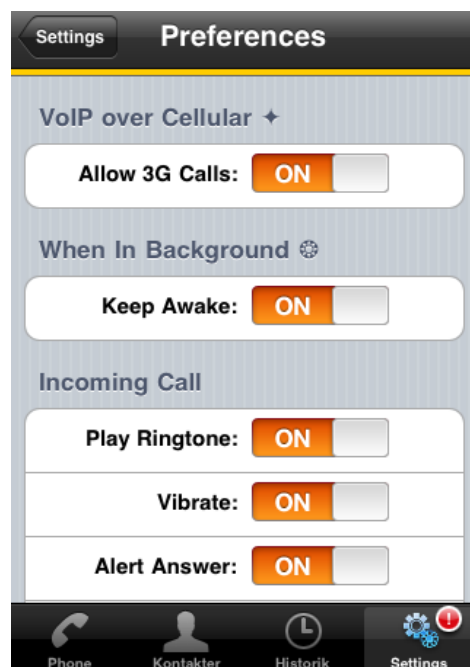 Settings
Preferences
VoIP over Cellular ✦
Allow 3G Calls: ON
When In Background ❂
Keep Awake: ON
Incoming Call
Play Ringtone: ON
Vibrate: ON
Alert Answer: ON
Phone Kontakter Historik Settings